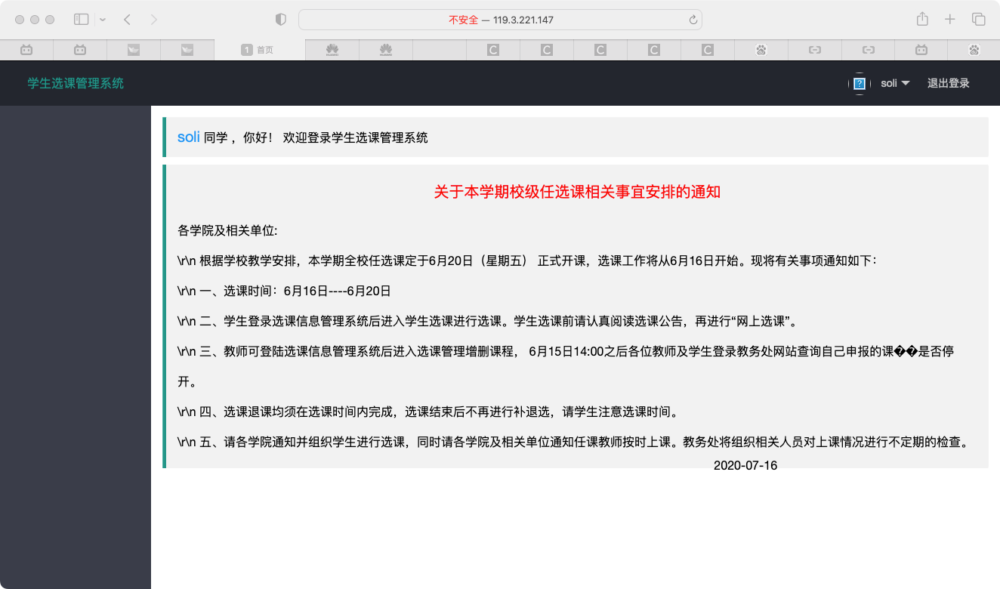 不安全 — 119.3.221.147
1 首页
学生选课管理系统
soli
退出登录
soli 同学 ，你好！ 欢迎登录学生选课管理系统
关于本学期校级任选课相关事宜安排的通知
各学院及相关单位:
\r\n 根据学校教学安排，本学期全校任选课定于6月20日（星期五） 正式开课，选课工作将从6月16日开始。现将有关事项通知如下：
\r\n 一、选课时间：6月16日----6月20日
\r\n 二、学生登录选课信息管理系统后进入学生选课进行选课。学生选课前请认真阅读选课公告，再进行“网上选课”。
\r\n 三、教师可登陆选课信息管理系统后进入选课管理增删课程， 6月15日14:00之后各位教师及学生登录教务处网站查询自己申报的课��是否停
开。
\r\n 四、选课退课均须在选课时间内完成，选课结束后不再进行补退选，请学生注意选课时间。
\r\n 五、请各学院通知并组织学生进行选课，同时请各学院及相关单位通知任课教师按时上课。教务处将组织相关人员对上课情况进行不定期的检查。
2020-07-16